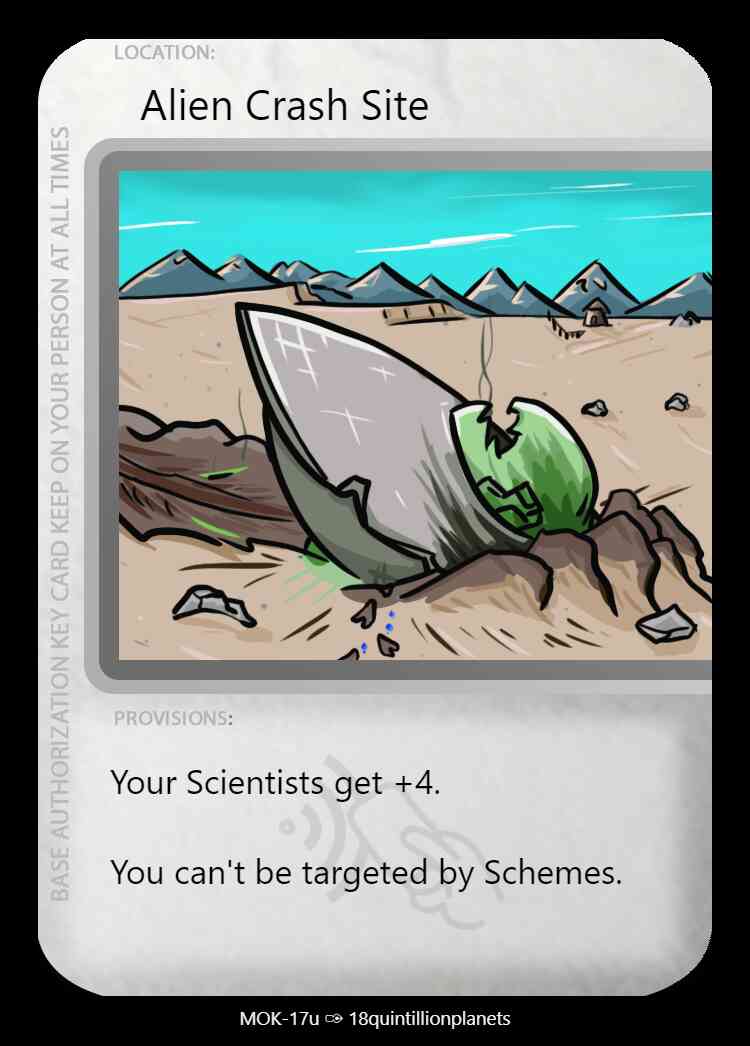 LOCATION:
Alien Crash Site
BASE AUTHORIZATION KEY CARD KEEP ON YOUR PERSON AT ALL TIMES
PROVISIONS:
Your Scientists get +4.
You can't be targeted by Schemes.
MOK-17u ⚩ 18quintillionplanets